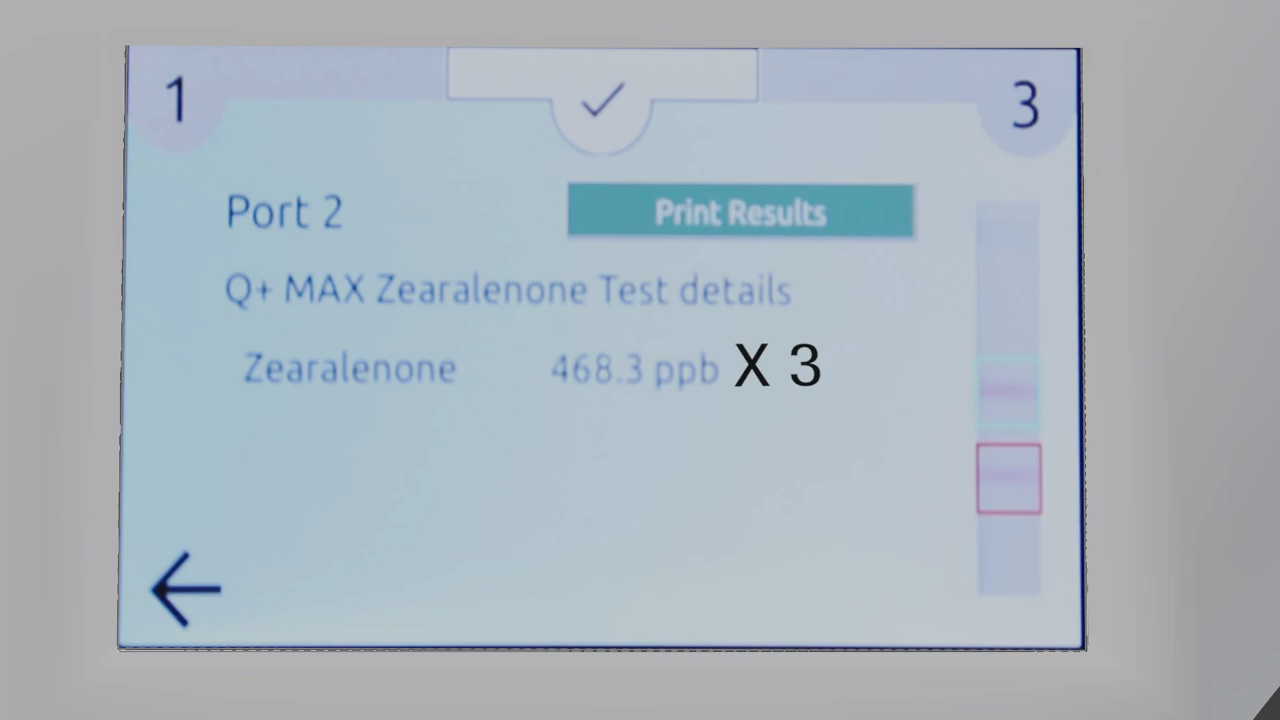 1
3
Port 2
Print Results
Q+ MAX Zearalenone Test details
Zearalenone 468.3 ppb X 3